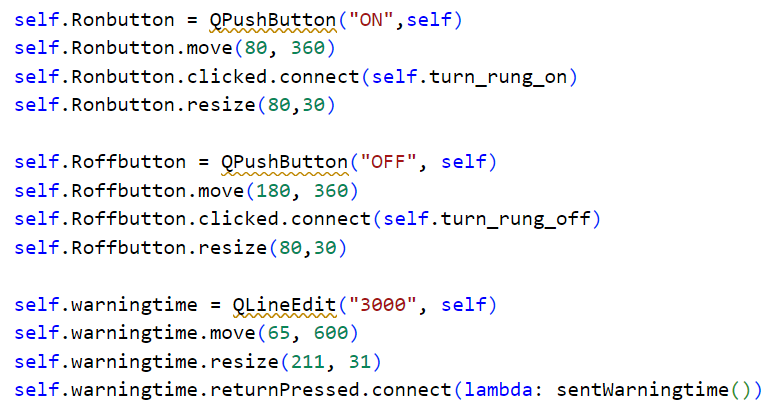 self.Ronbutton = QPushButton("ON",self)
self.Ronbutton.move(80, 360)
self.Ronbutton.clicked.connect(self.turn_rung_on)
self.Ronbutton.resize(80,30)
self.Roffbutton = QPushButton("OFF", self)
self.Roffbutton.move(180, 360)
self.Roffbutton.clicked.connect(self.turn_rung_off)
self.Roffbutton.resize(80,30)
self.warningtime = QLineEdit("3000", self)
self.warningtime.move(65, 600)
self.warningtime.resize(211, 31)
self.warningtime.returnPressed.connect(lambda: sentWarningtime())